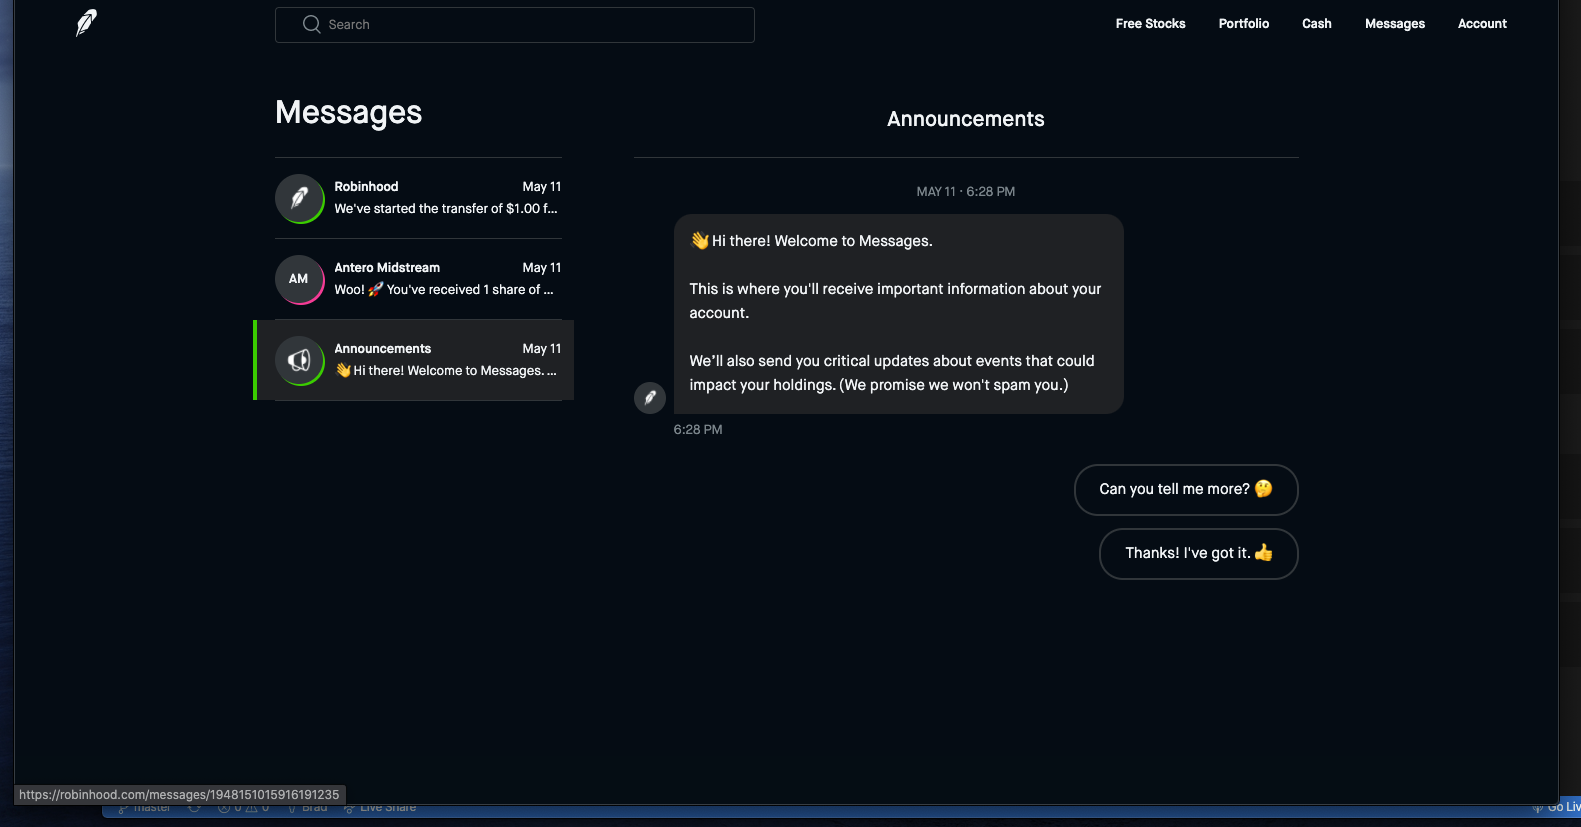 Search
Free Stocks
Portfolio
Cash
Messages
Account
Messages
Robinhood
May 11
We've started the transfer of $1.00 f...
AM
Antero Midstream
May 11
Woo! 🚀 You've received 1 share of ...
Announcements
May 11
👋Hi there! Welcome to Messages. ...
Announcements
MAY 11 · 6:28 PM
👋Hi there! Welcome to Messages.
This is where you'll receive important information about your
account.
We'll also send you critical updates about events that could
impact your holdings. (We promise we won't spam you.)
6:28 PM
Can you tell me more? 🤔
Thanks! I've got it. 👍
https://robinhood.com/messages/1948151015916191235
master
0
0
Brad
Live Share
Go Liv